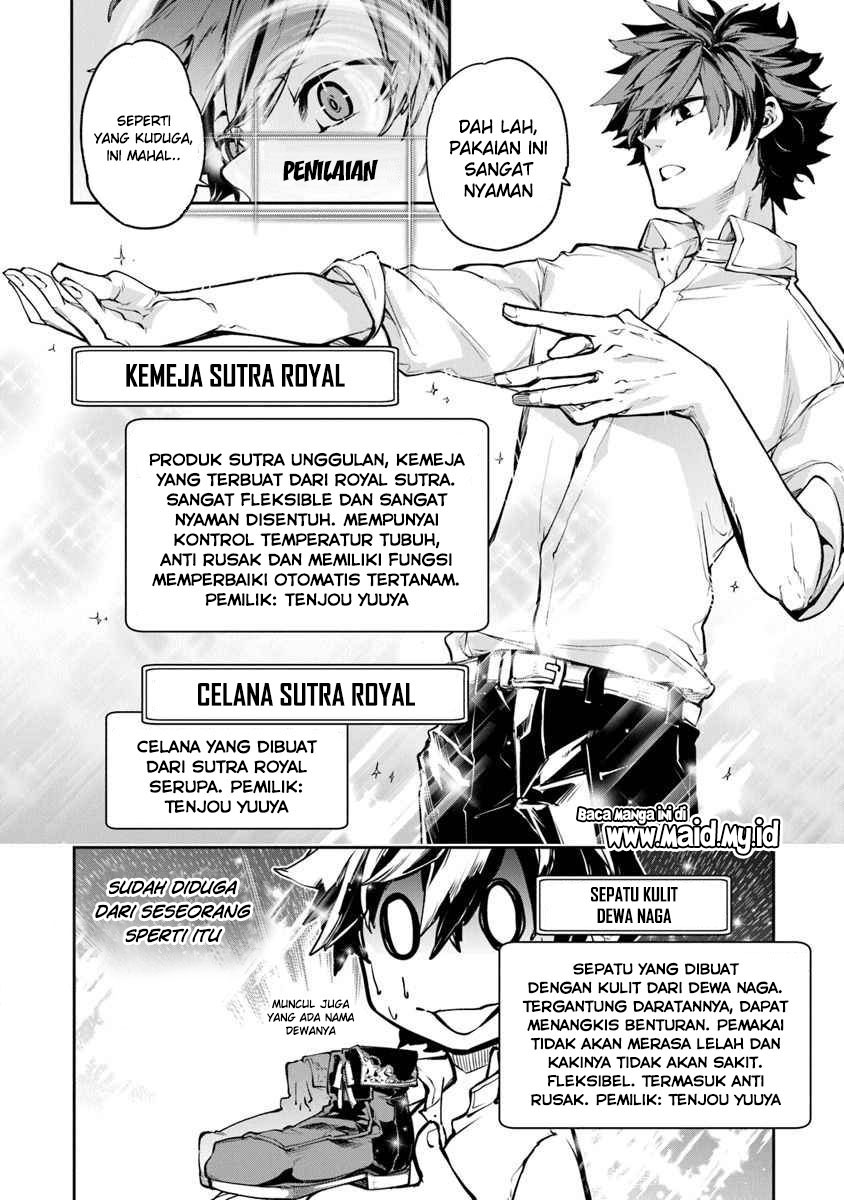 DAH LAH,
PAKAIAN INI
SANGAT
NYAMAN
PENILAIAN
SEPERTI
YANG KUDUGA,
INI MAHAL..
KEMEJA SUTRA ROYAL
PRODUK SUTRA UNGGULAN, KEMEJA
YANG TERBUAT DARI ROYAL SUTRA.
SANGAT FLEKSIBLE DAN SANGAT
NYAMAN DISENTUH. MEMPUNYAI
KONTROL TEMPERATUR TUBUH,
ANTI RUSAK DAN MEMILIKI FUNGSI
MEMPERBAIKI OTOMATIS TERTANAM.
PEMILIK: TENJOU YUUYA
CELANA SUTRA ROYAL
CELANA YANG DIBUAT
DARI SUTRA ROYAL
SERUPA. PEMILIK:
TENJOU YUUYA
Baca Manga ini di
www.Maid.my.id
SEPATU KULIT
DEWA NAGA
SEPATU YANG DIBUAT
DENGAN KULIT DARI DEWA NAGA.
TERGANTUNG DARATANNYA, DAPAT
MENANGKIS BENTURAN. PEMAKAI
TIDAK AKAN MERASA LELAH DAN
KAKINYA TIDAK AKAN SAKIT.
FLEKSIBEL. TERMASUK ANTI
RUSAK. PEMILIK: TENJOU YUUYA
SUDAH DIDUGA
DARI SESEORANG
SPERTI ITU
MUNCUL JUGA
YANG ADA NAMA
DEWANYA